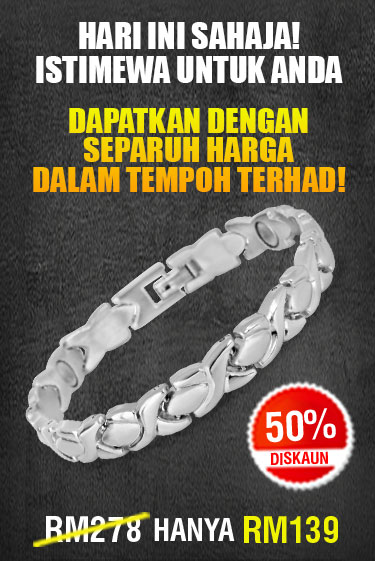 HARI INI SAHAJA!
ISTIMEWA UNTUK ANDA
DAPATKAN DENGAN
SEPARUH HARGA
DALAM TEMPOH TERHAD!
50%
DISKAUN
RM278 HANYA RM139